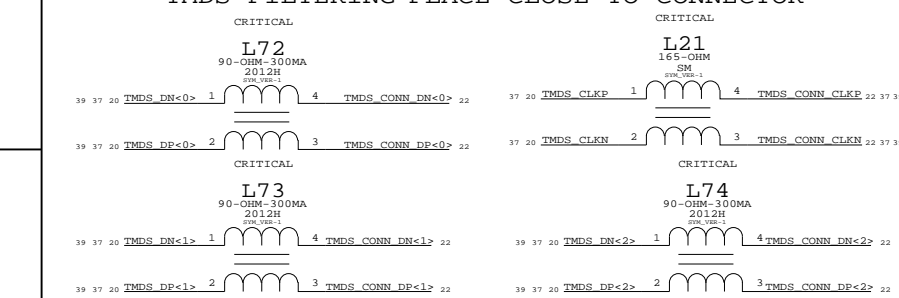 TMDS FILTERING PLACE CLOSE TO CONNECTOR
CRITICAL
L72
90-OHM-300MA
2012H
SYM_VER-1
39 37 20 TMDS_DN<0> 1 4 TMDS_CONN_DN<0> 22
39 37 20 TMDS_DP<0> 2 3 TMDS_CONN_DP<0> 22
CRITICAL
L21
165-OHM
SM
SYM_VER-1
37 20 TMDS_CLKP 1 4 TMDS_CONN_CLKP 22 37 3
37 20 TMDS_CLKN 2 3 TMDS_CONN_CLKN 22 37 3
CRITICAL
L73
90-OHM-300MA
2012H
SYM_VER-1
39 37 20 TMDS_DN<1> 1 4 TMDS_CONN_DN<1> 22
39 37 20 TMDS_DP<1> 2 3 TMDS_CONN_DP<1> 22
CRITICAL
L74
90-OHM-300MA
2012H
SYM_VER-1
39 37 20 TMDS_DN<2> 1 4 TMDS_CONN_DN<2> 22
39 37 20 TMDS_DP<2> 2 3 TMDS_CONN_DP<2> 22